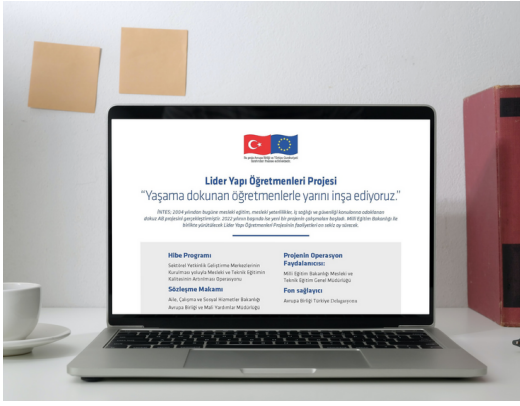 Lider Yapı Öğretmenleri Projesi
“Yaşama dokunan öğretmenlerle yarını inşa ediyoruz.”
İNTES, 2004 yılından bugüne mesleki eğitim, mesleki yeterlilikler, iş sağlığı ve güvenliği konularına odaklanan
dokuz AB projesini gerçekleştirmiştir. 2022 yılının başında bu yeni bir projenin çalışmaları başladı. Milli Eğitim Bakanlığı ile
birlikte yürütülecek Lider Yapı Öğretmenleri Projesinin faaliyetleri on sekiz ay sürecek.
Hibe Programı
Sektörel Yetkinlik Geliştirme Merkezlerinin
Kurulması yoluyla Mesleki ve Teknik Eğitimin
Kalitesinin Artırılması Operasyonu
Sözleşme Makamı
Aile, Çalışma ve Sosyal Hizmetler Bakanlığı
Avrupa Birliği ve Mali Yardımlar Müdürlüğü
Projenin Operasyon
Faydalanıcısı:
Milli Eğitim Bakanlığı Mesleki ve
Teknik Eğitim Genel Müdürlüğü
Fon sağlayıcı
Avrupa Birliği Türkiye Delegasyonu